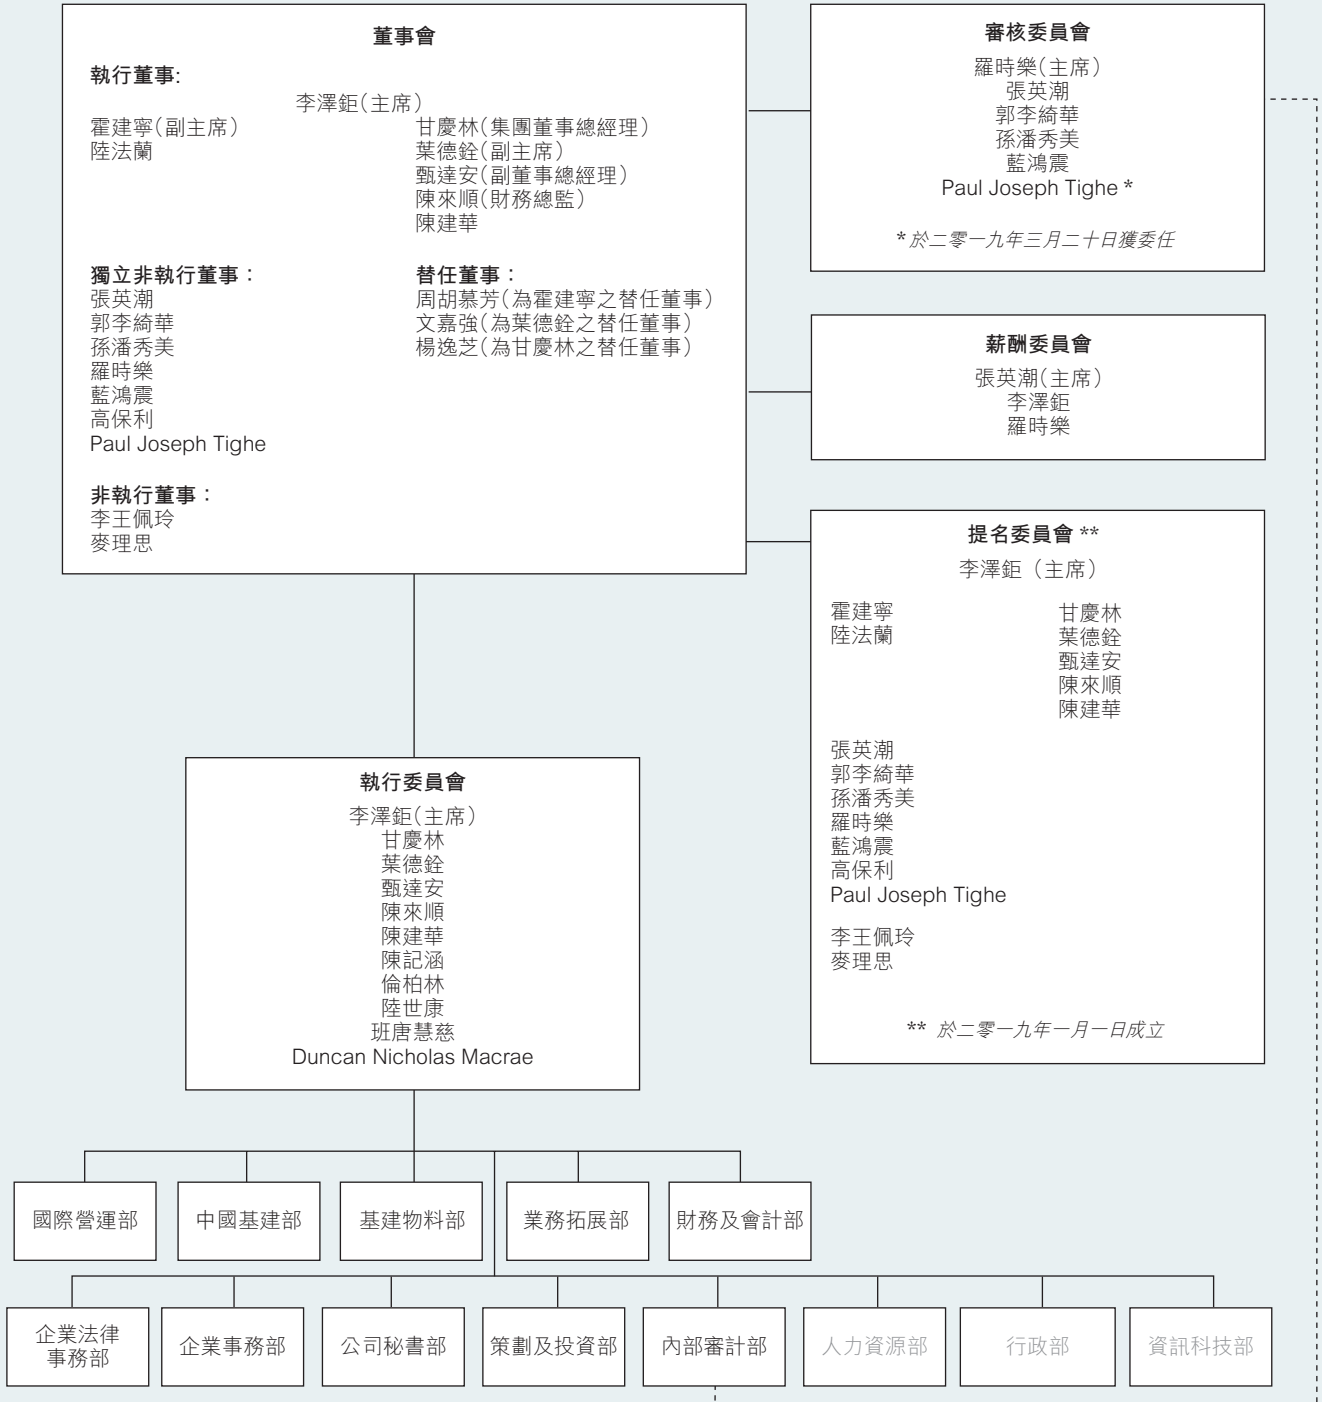 董事會
執行董事:
李澤鉅(主席)
霍建寧(副主席)
陸法蘭
甘慶林(集團董事總經理)
葉德銓(副主席)
甄達安(副董事總經理)
陳來順(財務總監)
陳建華
獨立非執行董事：
張英潮
郭李綺華
孫潘秀美
羅時樂
藍鴻震
高保利
Paul Joseph Tighe
替任董事：
周胡慕芳(為霍建寧之替任董事)
文嘉強(為葉德銓之替任董事)
楊逸芝(為甘慶林之替任董事)
非執行董事：
李王佩玲
麥理思
審核委員會
羅時樂(主席)
張英潮
郭李綺華
孫潘秀美
藍鴻震
Paul Joseph Tighe *
* 於二零一九年三月二十日獲委任
薪酬委員會
張英潮(主席)
李澤鉅
羅時樂
提名委員會 **
李澤鉅（主席）
霍建寧
陸法蘭
甘慶林
葉德銓
甄達安
陳來順
陳建華
張英潮
郭李綺華
孫潘秀美
羅時樂
藍鴻震
高保利
Paul Joseph Tighe
李王佩玲
麥理思
** 於二零一九年一月一日成立
執行委員會
李澤鉅(主席)
甘慶林
葉德銓
甄達安
陳來順
陳建華
陳記涵
倫柏林
陸世康
班唐慧慈
Duncan Nicholas Macrae
國際營運部
中國基建部
基建物料部
業務拓展部
財務及會計部
企業法律
事務部
企業事務部
公司秘書部
策劃及投資部
內部審計部
人力資源部
行政部
資訊科技部